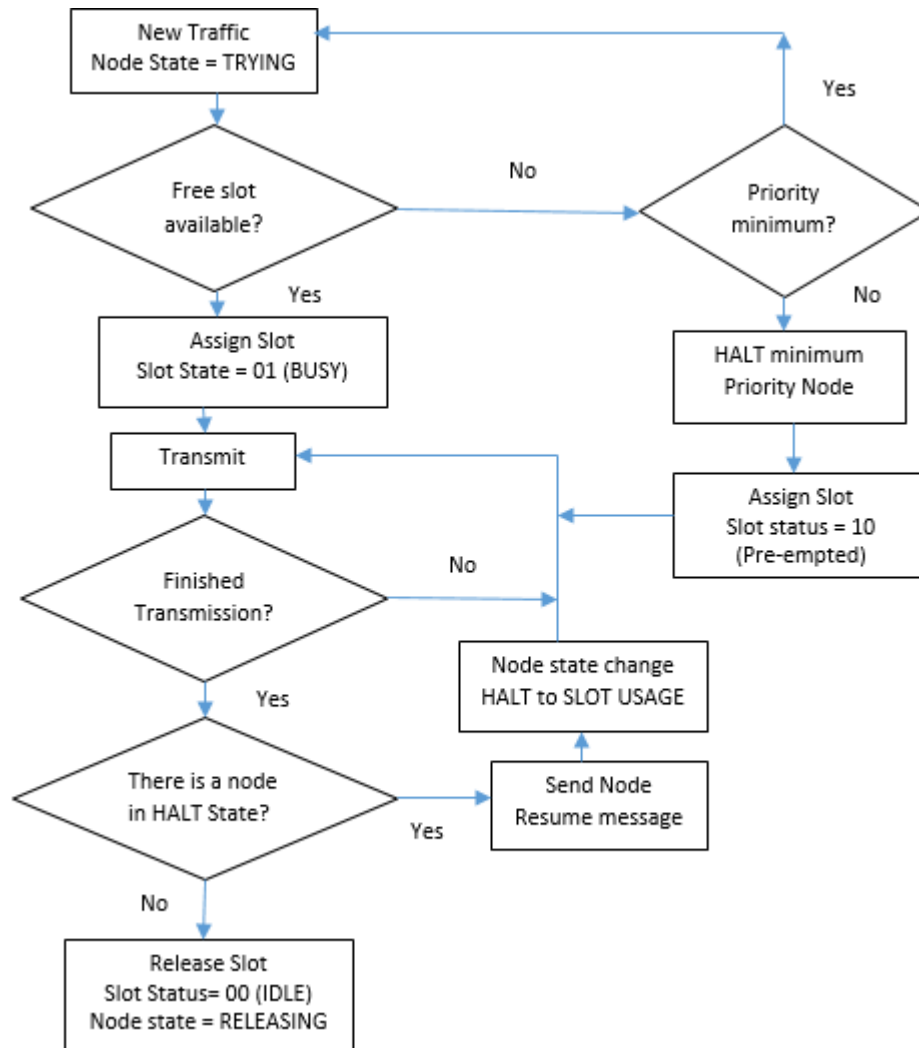 New Traffic
Node State = TRYING
Yes
Free slot
available?
No
Priority
minimum?
Yes
No
Assign Slot
Slot State = 01 (BUSY)
HALT minimum
Priority Node
Transmit
Assign Slot
Slot status = 10
(Pre-empted)
Finished
Transmission?
No
Node state change
HALT to SLOT USAGE
Yes
There is a node
in HALT State?
Yes
Send Node
Resume message
No
Release Slot
Slot Status= 00 (IDLE)
Node state = RELEASING